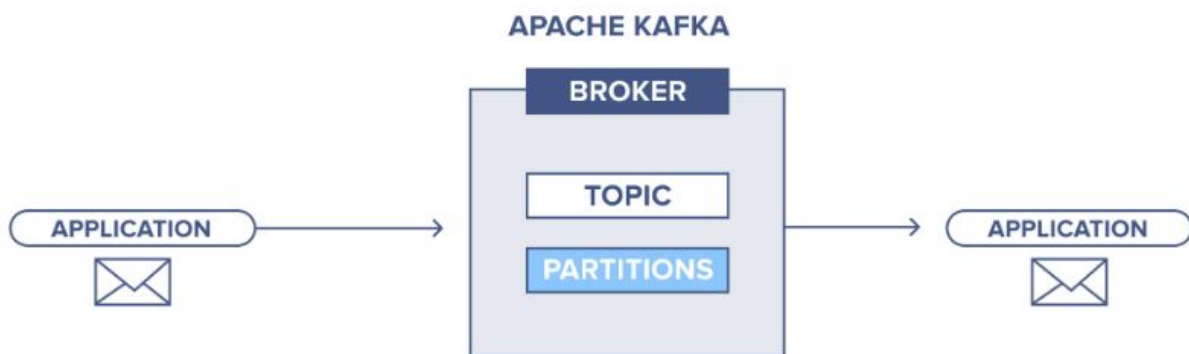 APACHE KAFKA
BROKER
TOPIC
APPLICATION
APPLICATION
PARTITIONS